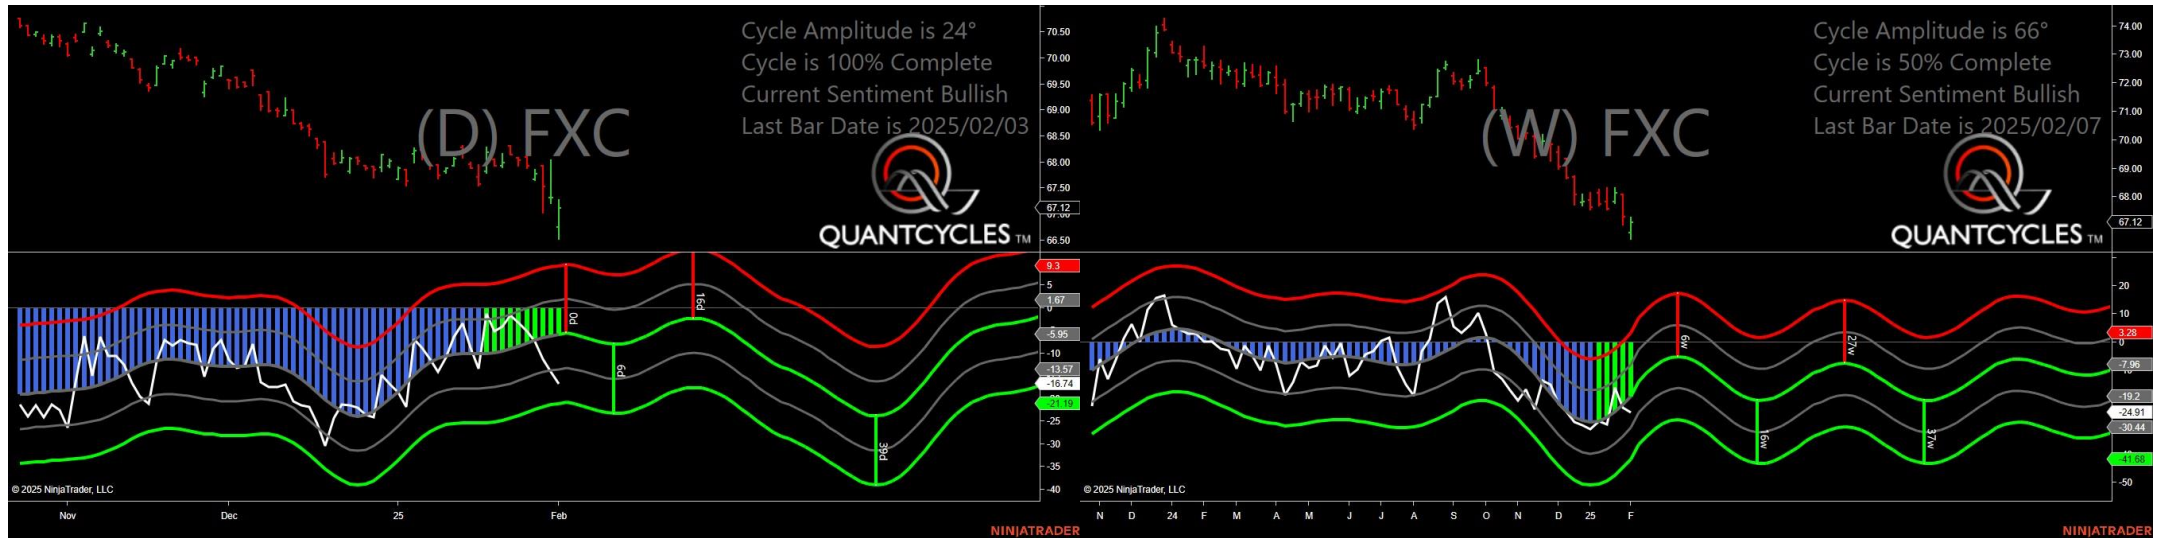 Cycle Amplitude is 24°
Cycle is 100% Complete
Current Sentiment Bullish
Last Bar Date is 2025/02/03
(D) FXC
QUANTCYCLES TM
70.50
70.00
69.50
69.00
68.50
68.00
67.50
67.12
66.50
9.3
5
1.67
0
-5.95
-10
-13.57
-16.74
-21.19
-25
-30
-35
-40
0d
6d
16d
39d
© 2025 NinjaTrader, LLC
Nov Dec 25 Feb
NINJATRADER
Cycle Amplitude is 66°
Cycle is 50% Complete
Current Sentiment Bullish
Last Bar Date is 2025/02/07
(W) FXC
QUANTCYCLES TM
74.00
73.00
72.00
71.00
70.00
69.00
68.00
67.12
20
10
3.28
0
-7.96
-19.2
-24.91
-30.44
-41.68
-50
6w
16w
27w
37w
© 2025 NinjaTrader, LLC
N D 24 F M A M J J A S O N D 25 F
NINJATRADER